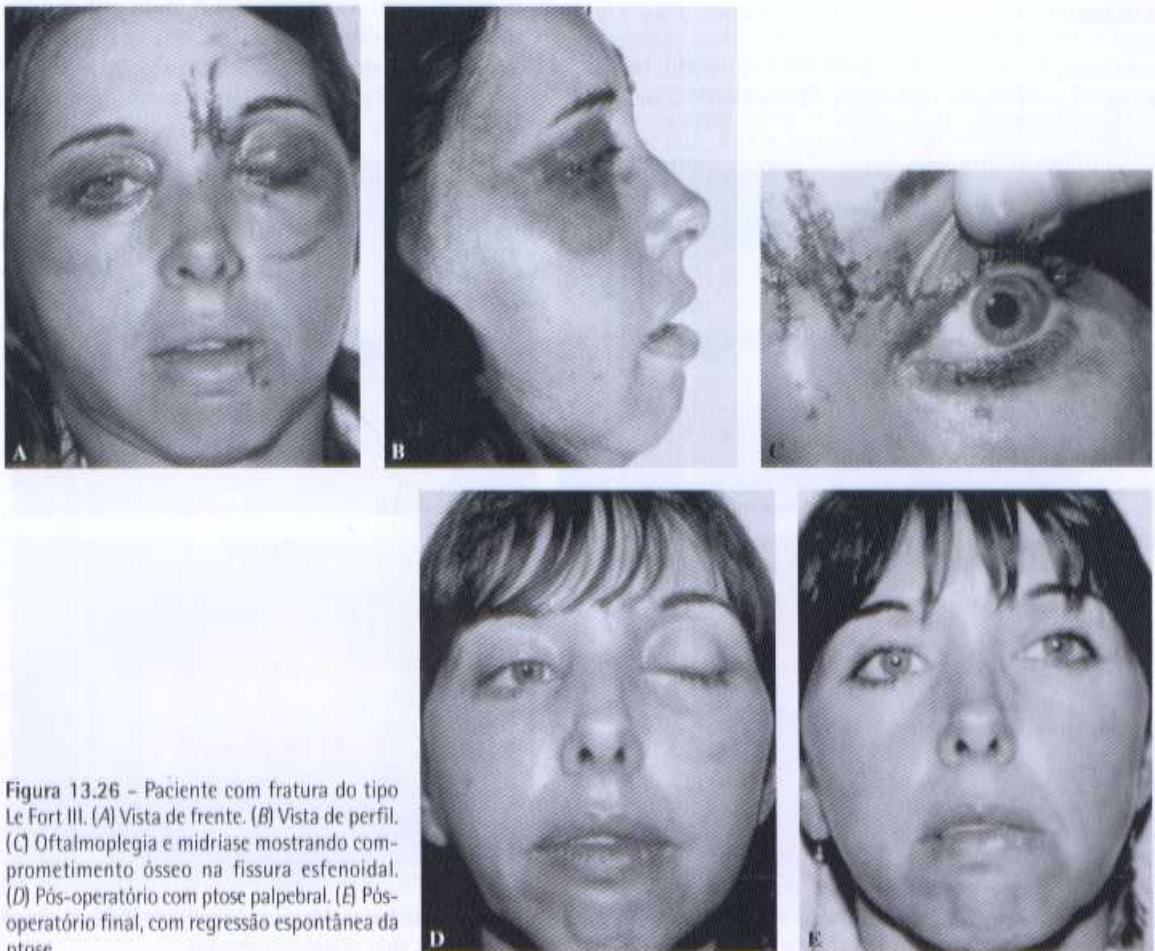 A
B
C
Figura 13.26 – Paciente com fratura do tipo
Le Fort III. (A) Vista de frente. (B) Vista de perfil.
(C) Oftalmoplegia e midríase mostrando com-
prometimento ósseo na fissura esfenoidal.
(D) Pós-operatório com ptose palpebral. (E) Pós-
operatório final, com regressão espontânea da
ptose.
D
E